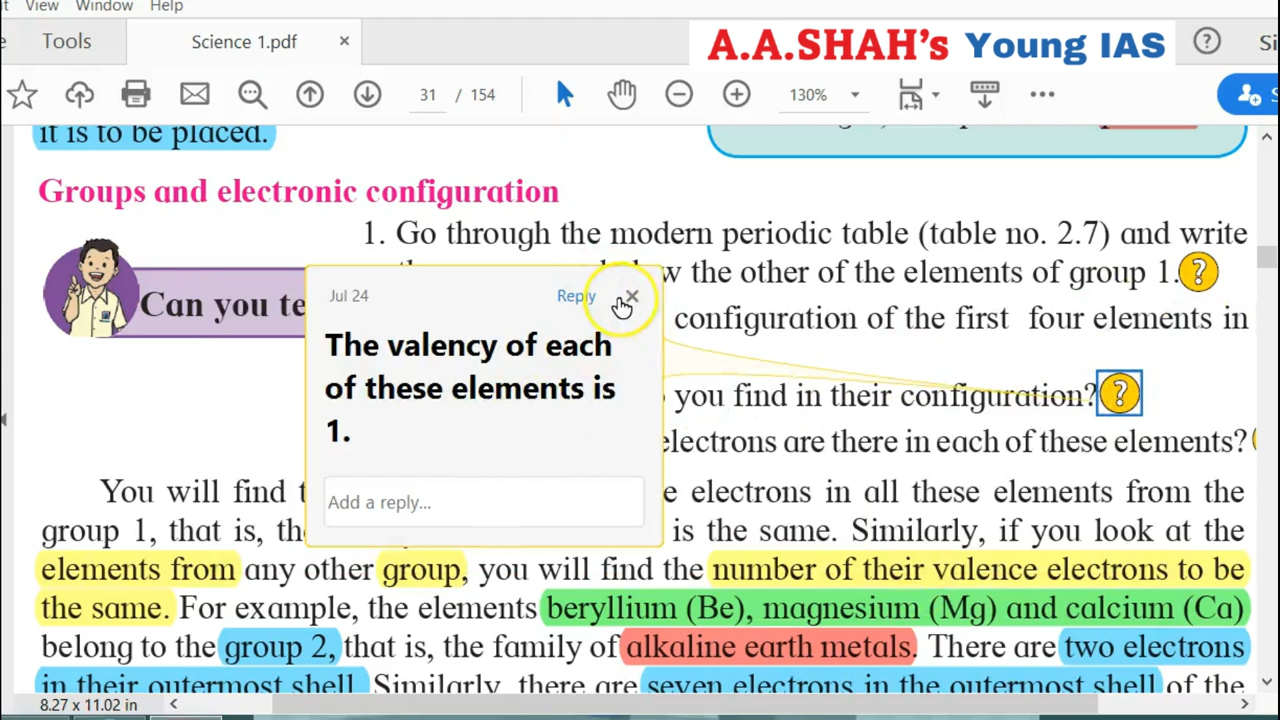 View Window Help
Tools
Science 1.pdf
A.A.SHAH's Young IAS
31 / 154
130%
it is to be placed.
Groups and electronic configuration
1. Go through the modern periodic table (table no. 2.7) and write
the other of the elements of group 1.
Can you te
configuration of the first four elements in
you find in their configuration?
electrons are there in each of these elements?
Jul 24
Reply
The valency of each
of these elements is
1.
Add a reply...
You will find electrons in all these elements from the
group 1, that is, is the same. Similarly, if you look at the
elements from any other group, you will find the number of their valence electrons to be
the same. For example, the elements beryllium (Be), magnesium (Mg) and calcium (Ca)
belong to the group 2, that is, the family of alkaline earth metals. There are two electrons
in their outermost shell. Similarly, there are seven electrons in the outermost shell of the
8.27 x 11.02 in